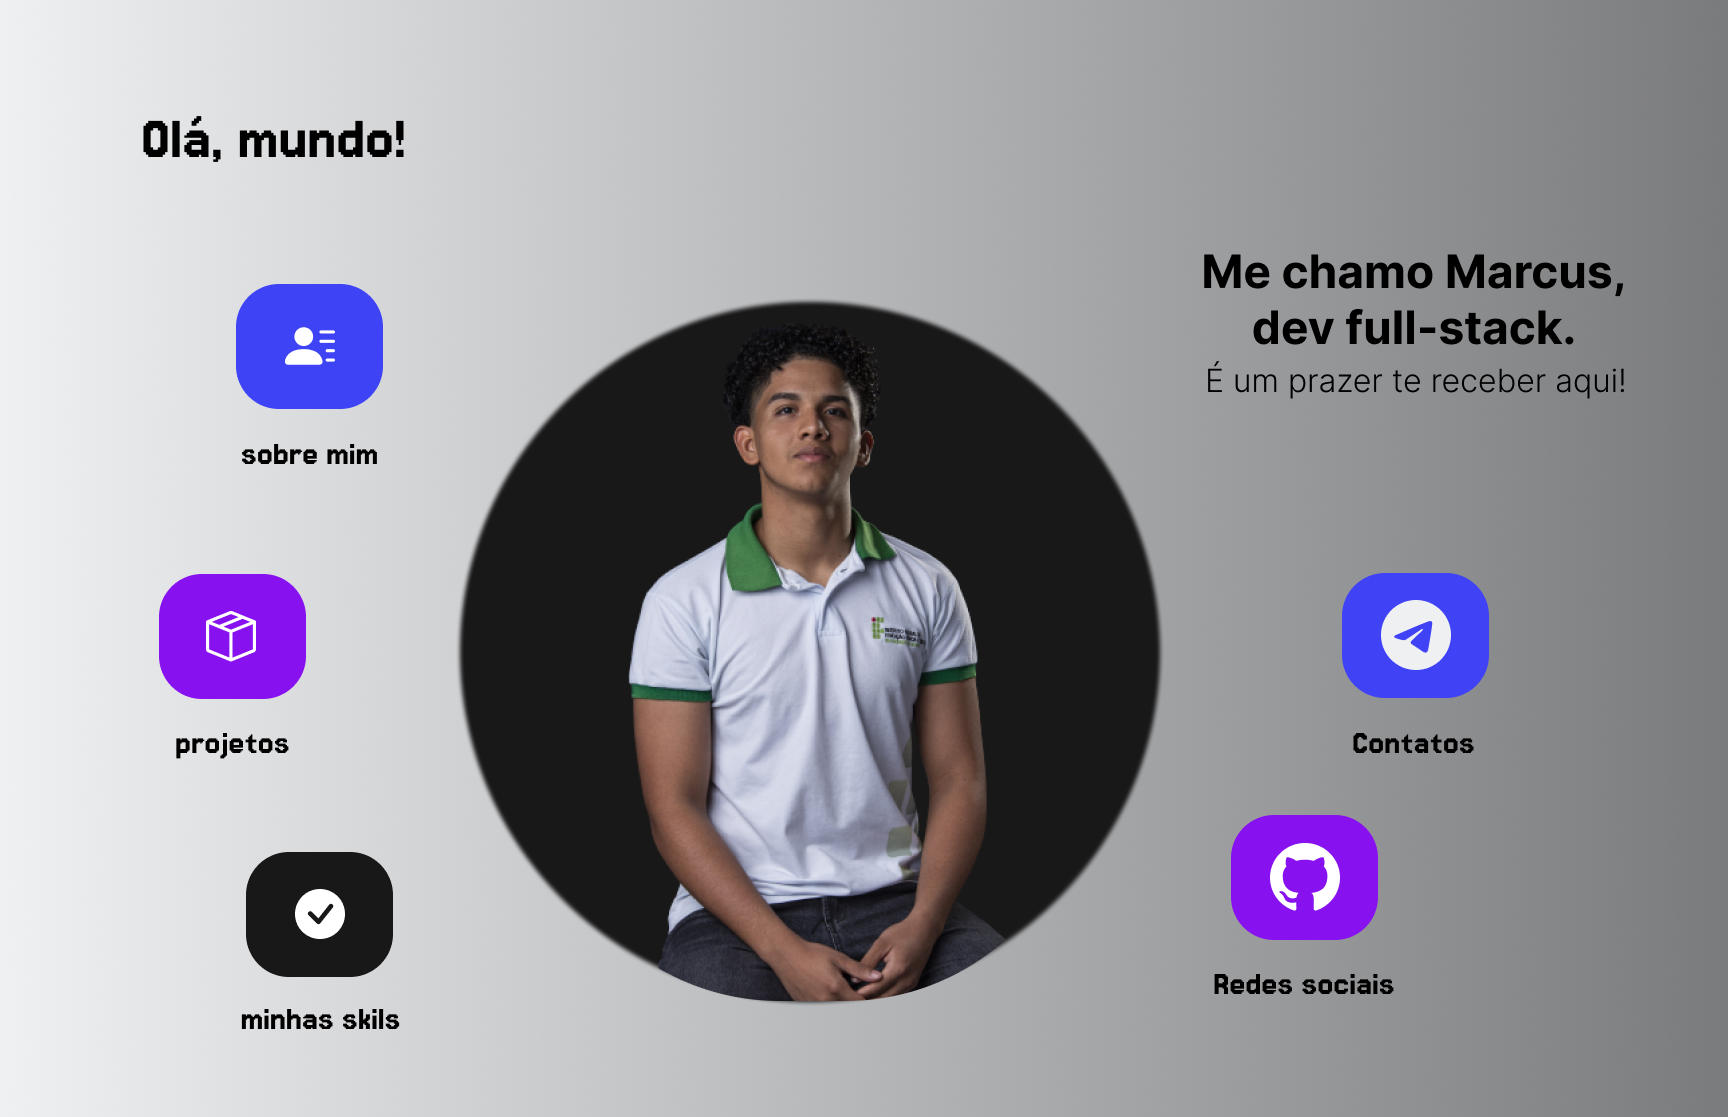 Olá, mundo!
Me chamo Marcus,
dev full-stack.
É um prazer te receber aqui!
sobre mim
projetos
Contatos
minhas skils
Redes sociais